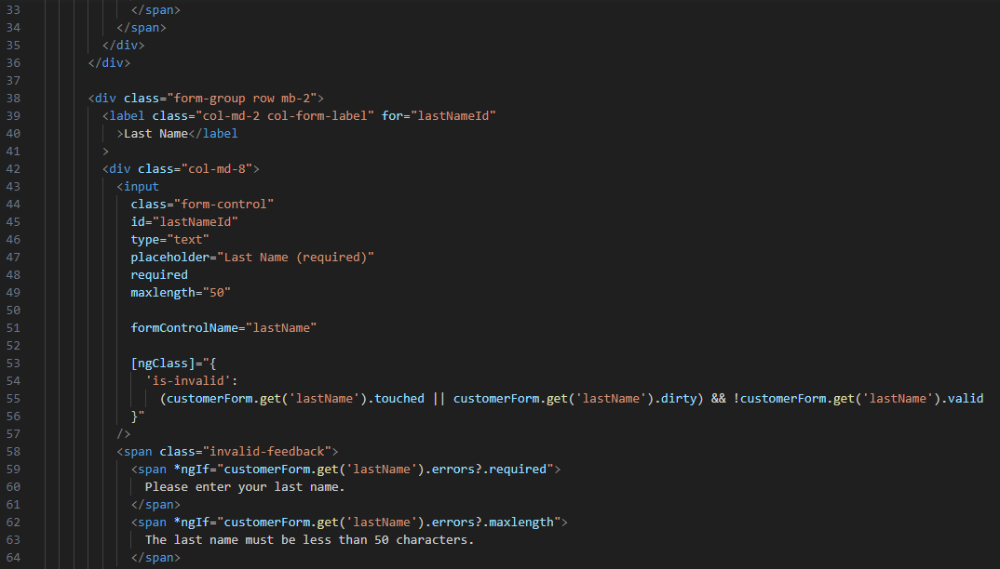 33 </span>
34 </span>
35 </div>
36 </div>
37
38 <div class="form-group row mb-2">
39 <label class="col-md-2 col-form-label" for="lastNameId"
40 >Last Name</label
41 >
42 <div class="col-md-8">
43 <input
44 class="form-control"
45 id="lastNameId"
46 type="text"
47 placeholder="Last Name (required)"
48 required
49 maxlength="50"
50
51 formControlName="lastName"
52
53 [ngClass]="{
54 'is-invalid':
55 (customerForm.get('lastName').touched || customerForm.get('lastName').dirty) && !customerForm.get('lastName').valid
56 }"
57 />
58 <span class="invalid-feedback">
59 <span *ngIf="customerForm.get('lastName').errors?.required">
60 Please enter your last name.
61 </span>
62 <span *ngIf="customerForm.get('lastName').errors?.maxlength">
63 The last name must be less than 50 characters.
64 </span>